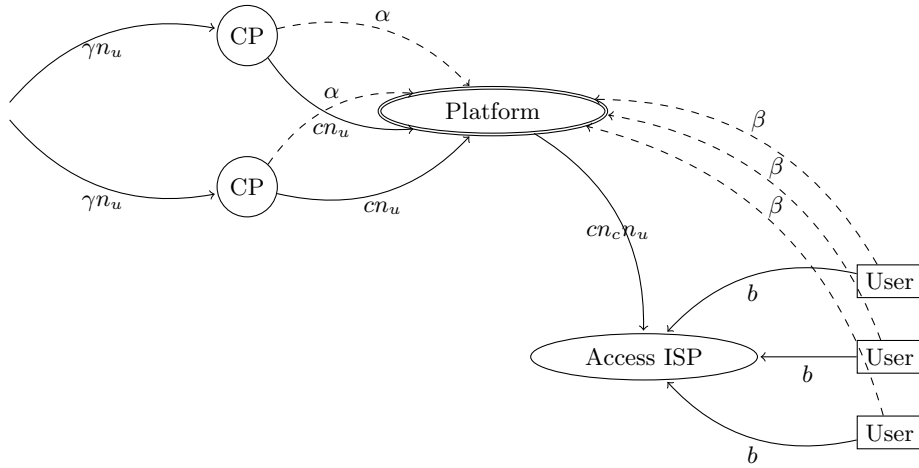 α
CP
γn_u
α
Platform
cn_u
β
CP
β
γn_u
cn_u
β
cn_cn_u
User
b
Access ISP
User
b
User
b